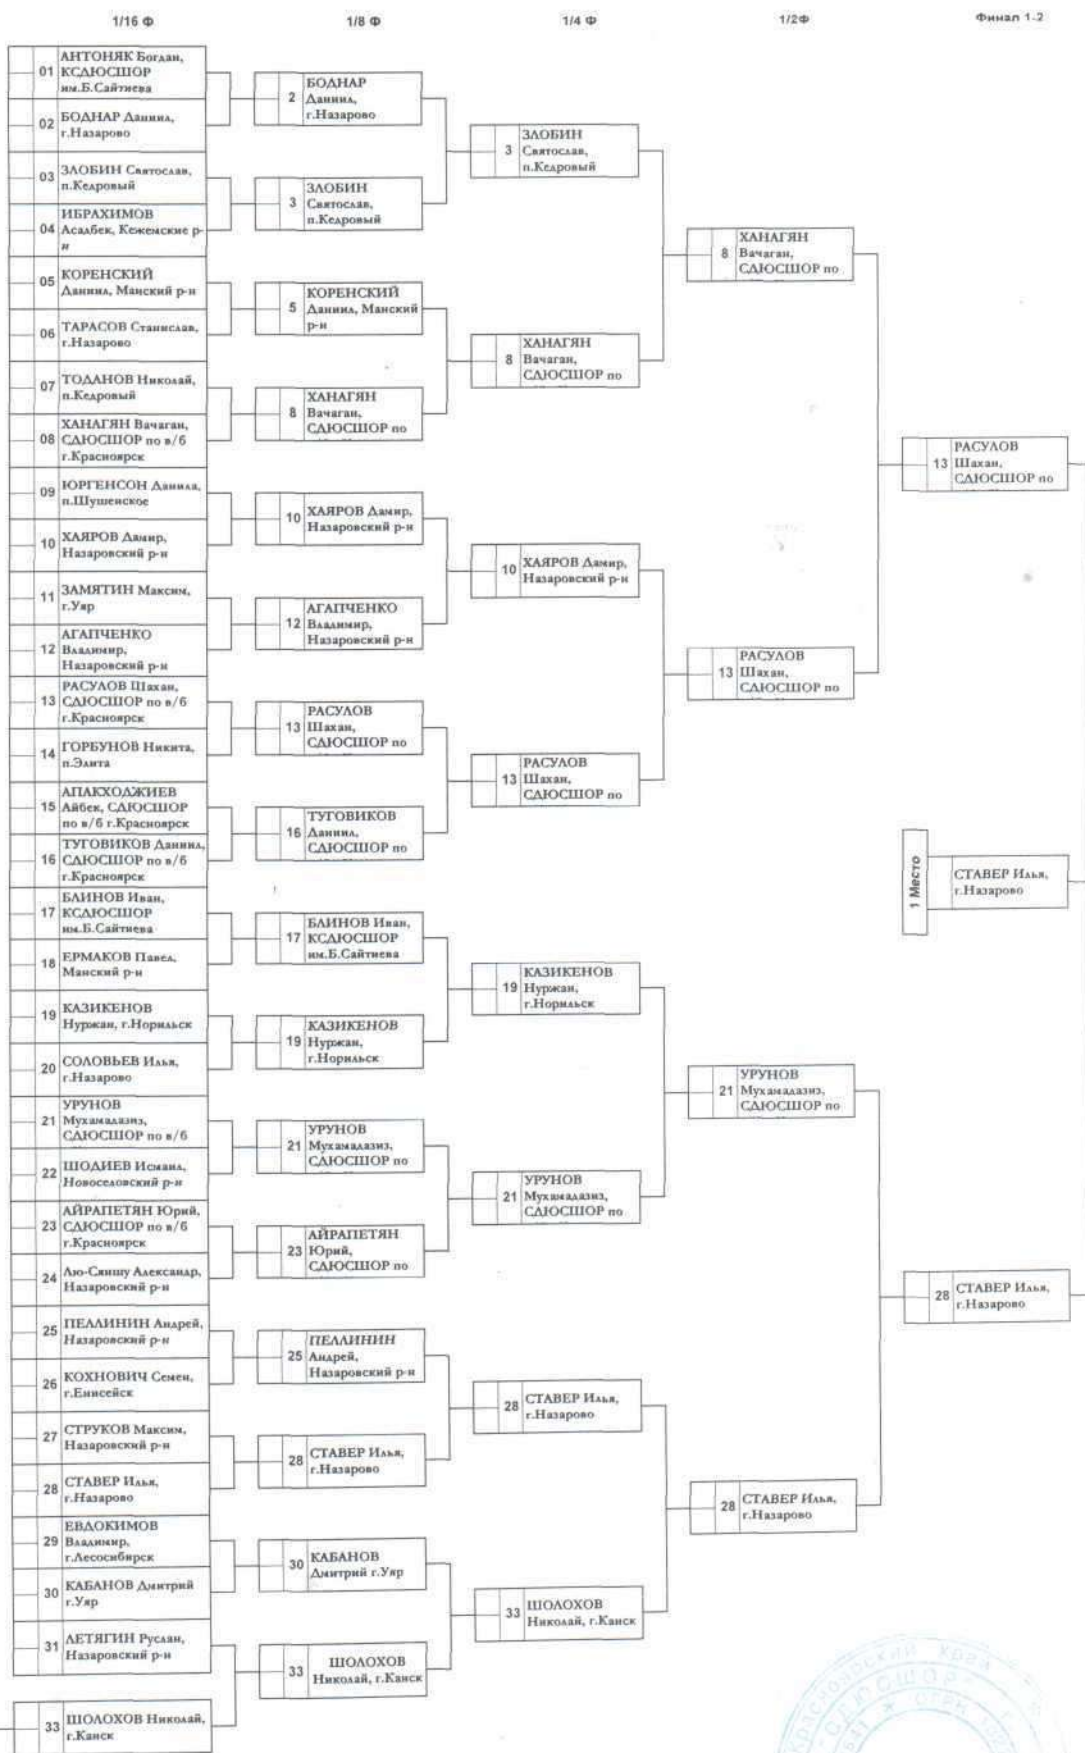 1/16 Ф
1/8 Ф
1/4 Ф
1/2Ф
Финал 1-2
01
АНТОНЯК Богдан,
КСДЮСШОР
им.Б.Сайтиева
02
БОДНАР Даниил,
г.Назарово
03
ЗЛОБИН Святослав,
п.Кедровый
04
ИБРАХИМОВ
Асадбек, Кежемские р-
н
05
КОРЕНСКИЙ
Даниил, Манский р-н
06
ТАРАСОВ Станислав,
г.Назарово
07
ТОДАНОВ Николай,
п.Кедровый
08
ХАНАГЯН Вачаган,
СДЮСШОР по в/б
г.Красноярск
09
ЮРГЕНСОН Данила,
п.Шушенское
10
ХАЯРОВ Дамир,
Назаровский р-н
11
ЗАМЯТИН Максим,
г.Уяр
12
АГАПЧЕНКО
Владимир,
Назаровский р-н
13
РАСУЛОВ Шахан,
СДЮСШОР по в/б
г.Красноярск
14
ГОРБУНОВ Никита,
п.Элита
15
АПАКХОДЖИЕВ
Айбек, СДЮСШОР
по в/б г.Красноярск
16
ТУГОВИКОВ Даниил,
СДЮСШОР по в/б
г.Красноярск
17
БЛИНОВ Иван,
КСДЮСШОР
им.Б.Сайтиева
18
ЕРМАКОВ Павел,
Манский р-н
19
КАЗИКЕНОВ
Нуржан, г.Норильск
20
СОЛОВЬЕВ Илья,
г.Назарово
21
УРУНОВ
Мухамадазиз,
СДЮСШОР по в/б
22
ШОДИЕВ Исмаил,
Новоселовский р-н
23
АЙРАПЕТЯН Юрий,
СДЮСШОР по в/б
г.Красноярск
24
Лю-Сяншу Александр,
Назаровский р-н
25
ПЕЛЛИНИН Андрей,
Назаровский р-н
26
КОХНОВИЧ Семен,
г.Енисейск
27
СТРУКОВ Максим,
Назаровский р-н
28
СТАВЕР Илья,
г.Назарово
29
ЕВДОКИМОВ
Владимир,
г.Лесосибирск
30
КАБАНОВ Дмитрий
г.Уяр
31
ЛЕТЯГИН Руслан,
Назаровский р-н
33
ШОЛОХОВ Николай,
г.Канск
2
БОДНАР
Даниил,
г.Назарово
3
ЗЛОБИН
Святослав,
п.Кедровый
5
КОРЕНСКИЙ
Даниил, Манский
р-н
8
ХАНАГЯН
Вачаган,
СДЮСШОР по
10
ХАЯРОВ Дамир,
Назаровский р-н
12
АГАПЧЕНКО
Владимир,
Назаровский р-н
13
РАСУЛОВ
Шахан,
СДЮСШОР по
16
ТУГОВИКОВ
Даниил,
СДЮСШОР по
17
БЛИНОВ Иван,
КСДЮСШОР
им.Б.Сайтиева
19
КАЗИКЕНОВ
Нуржан,
г.Норильск
21
УРУНОВ
Мухамадазиз,
СДЮСШОР по
23
АЙРАПЕТЯН
Юрий,
СДЮСШОР по
25
ПЕЛЛИНИН
Андрей,
Назаровский р-н
28
СТАВЕР Илья,
г.Назарово
30
КАБАНОВ
Дмитрий г.Уяр
33
ШОЛОХОВ
Николай, г.Канск
3
ЗЛОБИН
Святослав,
п.Кедровый
8
ХАНАГЯН
Вачаган,
СДЮСШОР по
10
ХАЯРОВ Дамир,
Назаровский р-н
13
РАСУЛОВ
Шахан,
СДЮСШОР по
19
КАЗИКЕНОВ
Нуржан,
г.Норильск
21
УРУНОВ
Мухамадазиз,
СДЮСШОР по
28
СТАВЕР Илья,
г.Назарово
33
ШОЛОХОВ
Николай, г.Канск
8
ХАНАГЯН
Вачаган,
СДЮСШОР по
13
РАСУЛОВ
Шахан,
СДЮСШОР по
21
УРУНОВ
Мухамадазиз,
СДЮСШОР по
28
СТАВЕР Илья,
г.Назарово
13
РАСУЛОВ
Шахан,
СДЮСШОР по
1 Место
СТАВЕР Илья,
г.Назарово
28
СТАВЕР Илья,
г.Назарово
СДЮСШОР
ОГРН